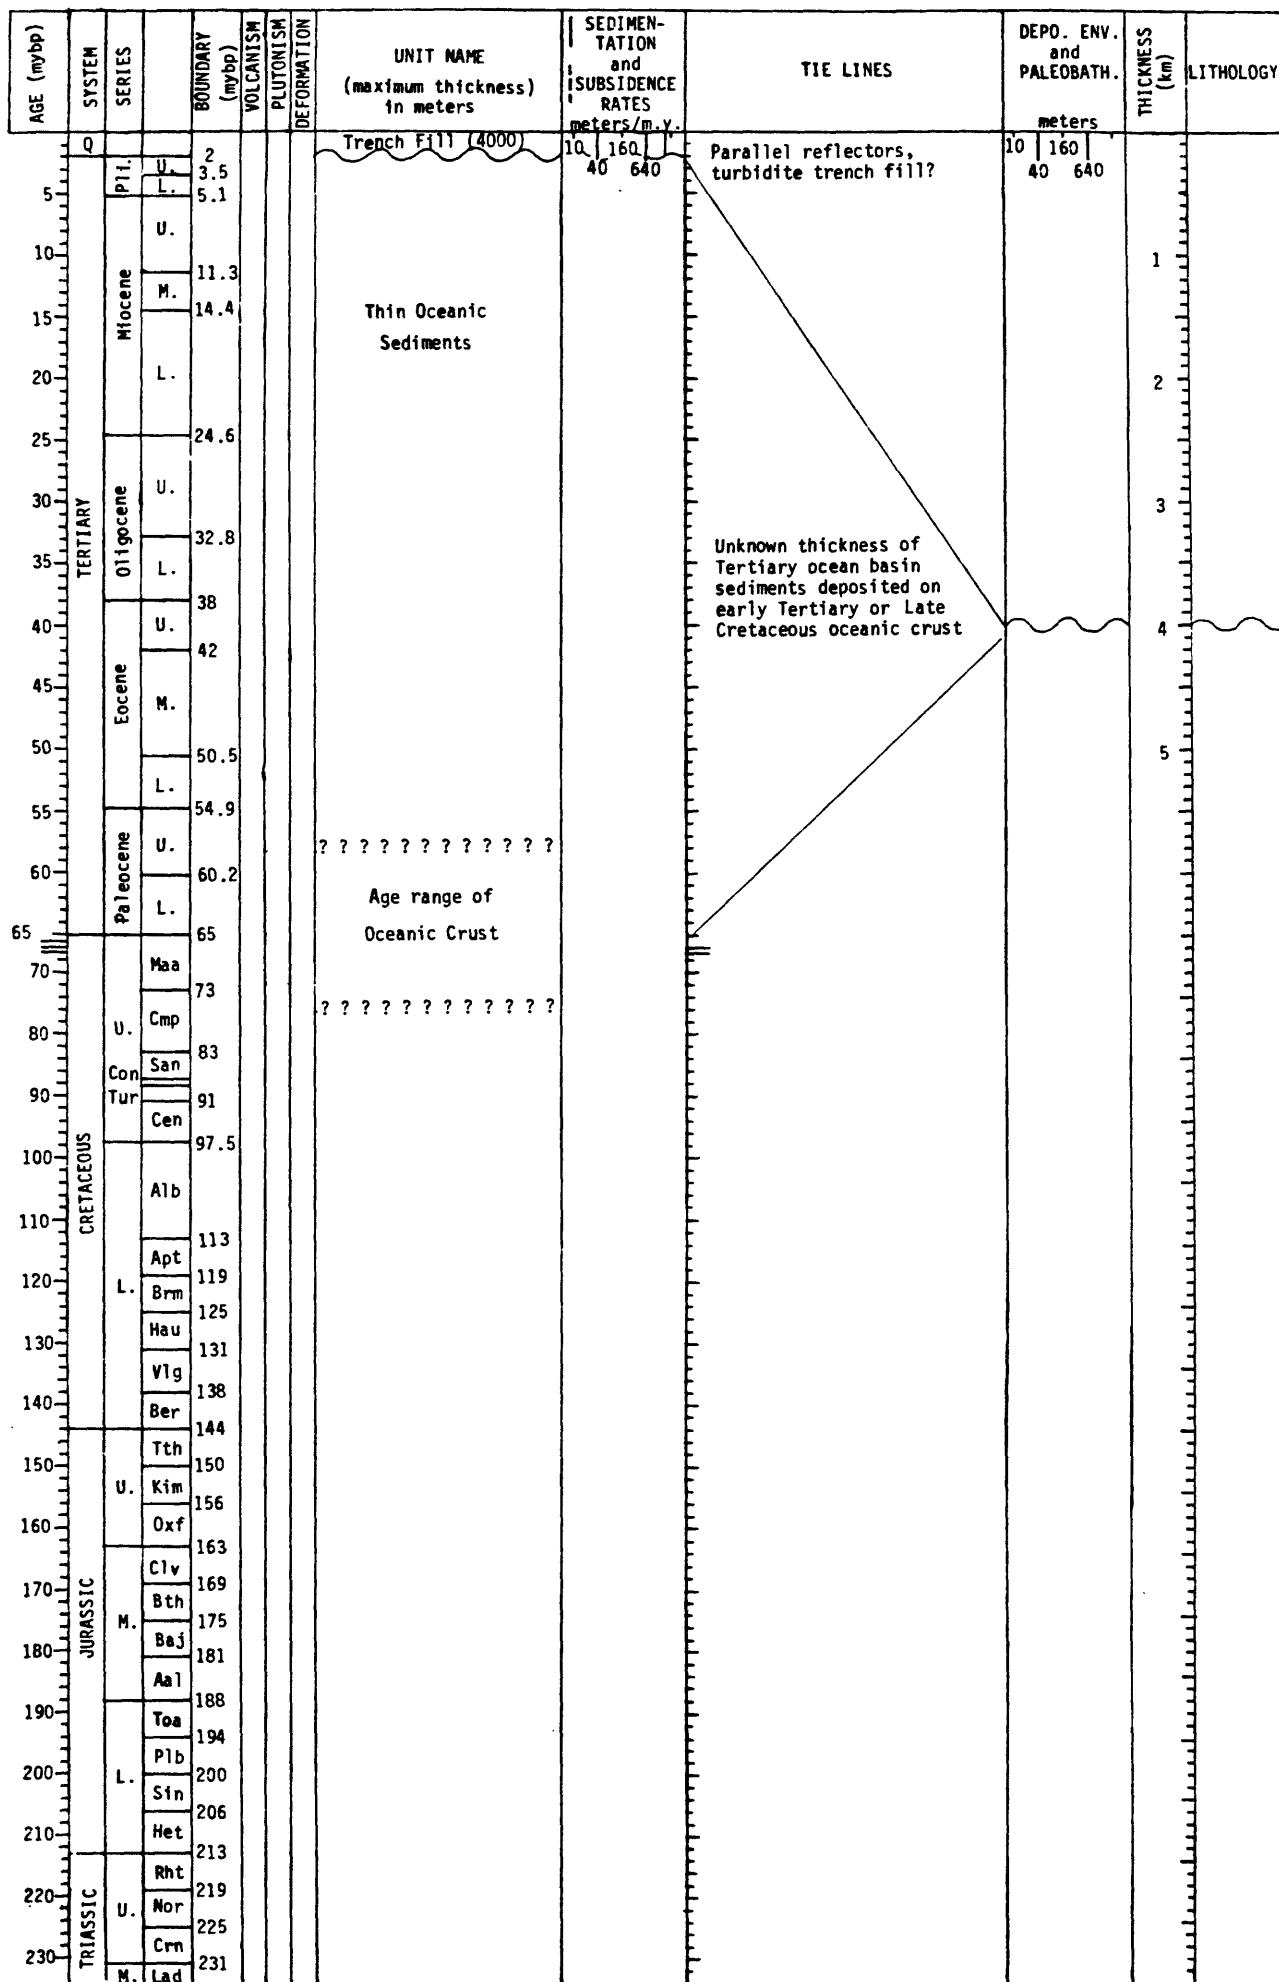 AGE (mybp)
SYSTEM
SERIES
BOUNDARY
(mybp)
VOLCANISM
PLUTONISM
DEFORMATION
UNIT NAME
(maximum thickness)
in meters
SEDIMEN-
TATION
and
SUBSIDENCE
RATES
meters/m.y.
TIE LINES
DEPO. ENV.
and
PALEOBATH.
meters
THICKNESS
(km)
LITHOLOGY
Q
2
Trench Fill (4000)
10 160
40 640
Parallel reflectors,
turbidite trench fill?
10 160
40 640
Pli.
U.
3.5
L.
5
5.1
U.
10
1
11.3
M.
14.4
15
Miocene
Thin Oceanic
Sediments
L.
20
2
24.6
25
U.
30
3
TERTIARY
Oligocene
32.8
35
L.
Unknown thickness of
Tertiary ocean basin
sediments deposited on
early Tertiary or Late
Cretaceous oceanic crust
38
40
U.
4
42
45
Eocene
M.
50
50.5
5
L.
54.9
55
Paleocene
U.
? ? ? ? ? ? ? ? ? ? ? ?
60
60.2
L.
Age range of
Oceanic Crust
65
65
70
Maa
73
? ? ? ? ? ? ? ? ? ? ? ?
U.
Cmp
80
83
San
Con
90
Tur
91
Cen
97.5
100
CRETACEOUS
Alb
110
113
Apt
119
120
L.
Brm
125
Hau
130
131
Vlg
138
140
Ber
144
Tth
150
150
U.
Kim
156
160
Oxf
163
Clv
169
170
JURASSIC
Bth
M.
175
Baj
180
181
Aal
188
190
Toa
194
Plb
200
L.
200
Sin
206
210
Het
213
Rht
219
220
TRIASSIC
U.
Nor
225
Crn
230
231
M.
Lad